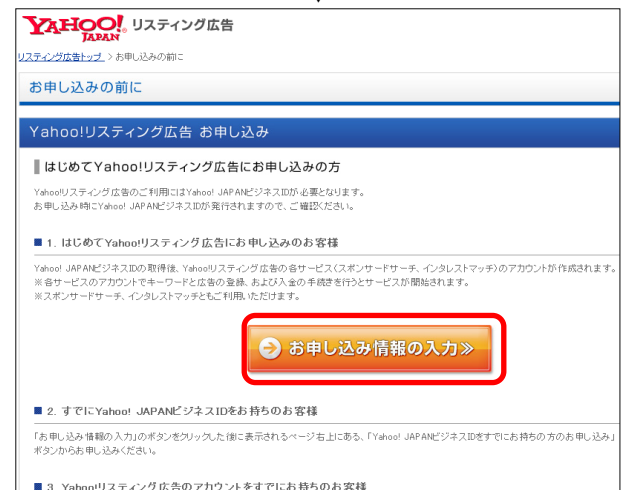 YAHOO! JAPAN リスティング広告
リスティング広告トップ > お申し込みの前に
お申し込みの前に
Yahoo!リスティング広告 お申し込み
はじめてYahoo!リスティング広告にお申し込みの方
Yahoo!リスティング広告のご利用にはYahoo! JAPANビジネスIDが必要となります。
お申し込み時にYahoo! JAPANビジネスIDが発行されますので、ご確認ください。
■ 1. はじめてYahoo!リスティング広告にお申し込みのお客様
Yahoo! JAPANビジネスIDの取得後、Yahoo!リスティング広告の各サービス(スポンサードサーチ、インタレストマッチ)のアカウントが作成されます。
※各サービスのアカウントでキーワードと広告の登録、および入金の手続きを行うとサービスが開始されます。
※スポンサードサーチ、インタレストマッチともご利用いただけます。
お申し込み情報の入力≫
■ 2. すでにYahoo! JAPANビジネスIDをお持ちのお客様
「お申し込み情報の入力」のボタンをクリックした後に表示されるページ右上にある、「Yahoo! JAPANビジネスIDをすでにお持ちの方のお申し込み」
ボタンからお申し込みください。
■ 3. Yahoo!リスティング広告のアカウントをすでにお持ちのお客様